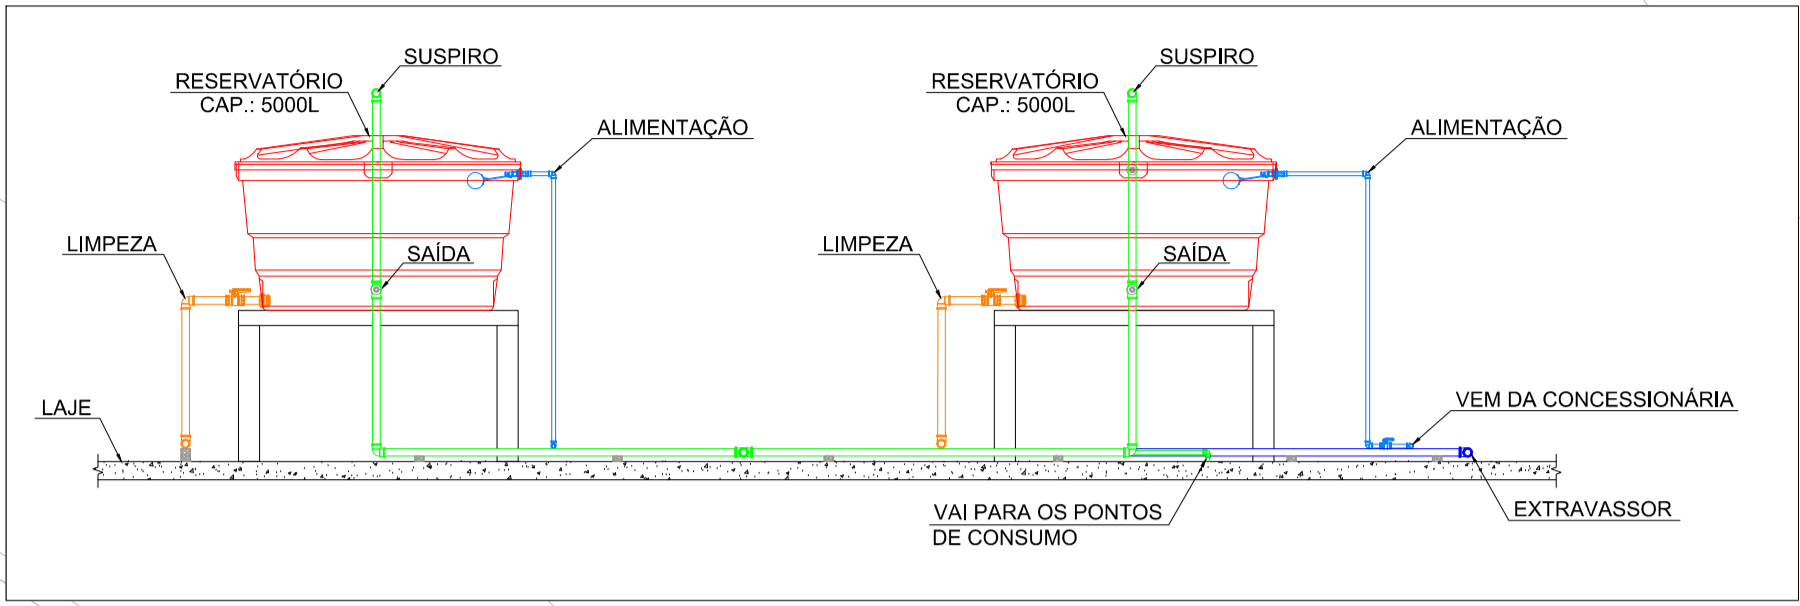 SUSPIRO
RESERVATÓRIO
CAP.: 5000L
ALIMENTAÇÃO
LIMPEZA
SAÍDA
LAJE
SUSPIRO
RESERVATÓRIO
CAP.: 5000L
ALIMENTAÇÃO
LIMPEZA
SAÍDA
VEM DA CONCESSIONÁRIA
VAI PARA OS PONTOS
DE CONSUMO
EXTRAVASSOR